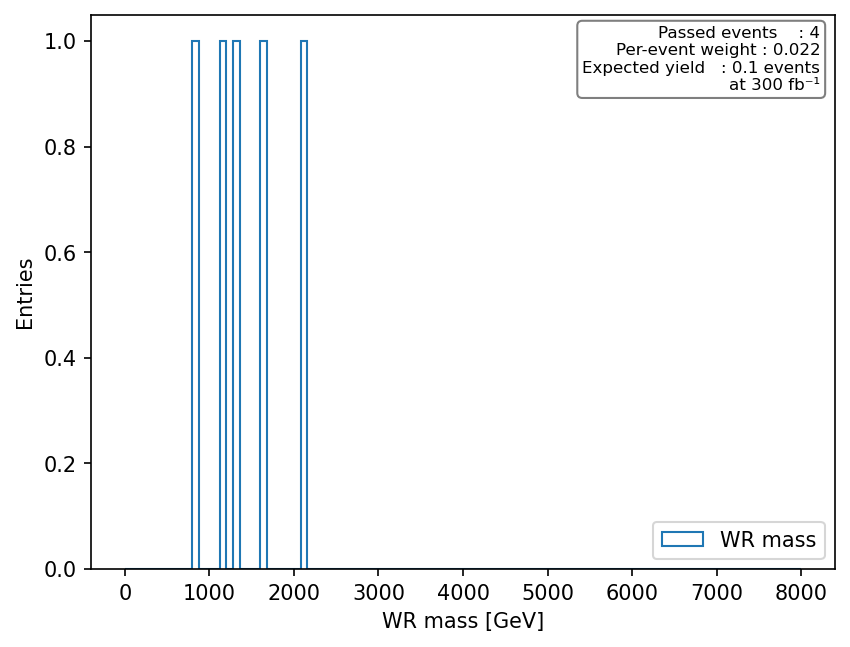 Passed events    : 4
Per-event weight : 0.022
Expected yield   : 0.1 events
at 300 fb⁻¹
1.0
0.8
0.6
0.4
0.2
0.0
Entries
WR mass
0 1000 2000 3000 4000 5000 6000 7000 8000
WR mass [GeV]